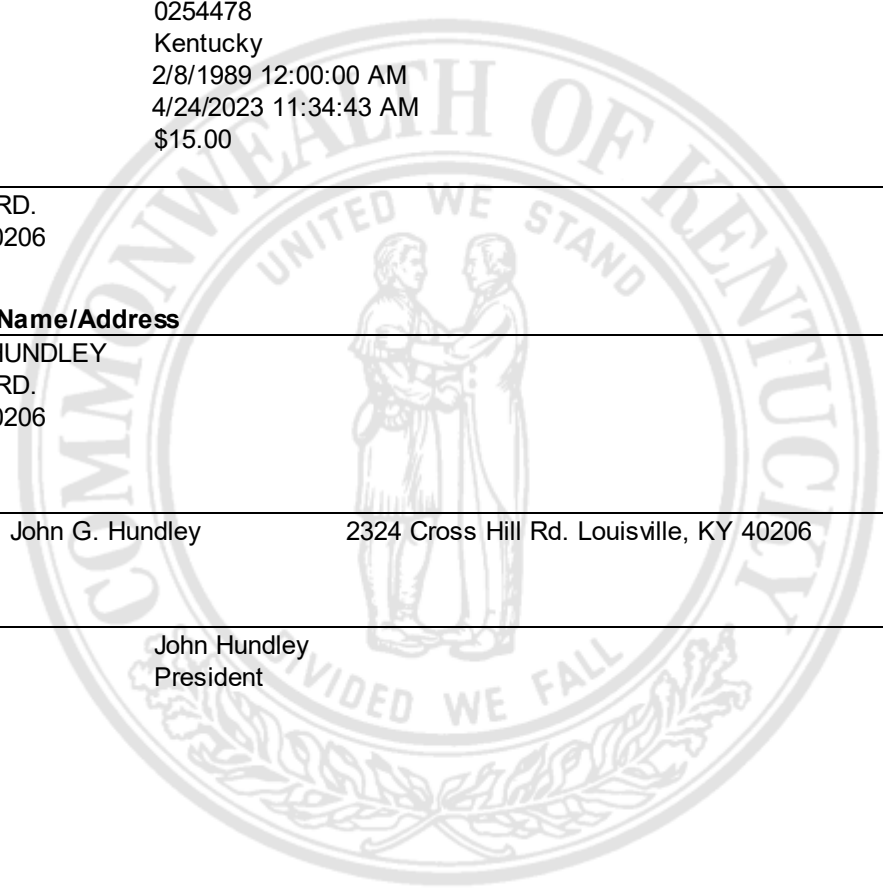 0254478
Kentucky
2/8/1989 12:00:00 AM
4/24/2023 11:34:43 AM
$15.00
RD.
0206
Name/Address
HUNDLEY
RD.
0206
John G. Hundley 2324 Cross Hill Rd. Louisville, KY 40206
John Hundley
President
COMMONWEALTH OF KENTUCKY
UNITED WE STAND
DIVIDED WE FALL